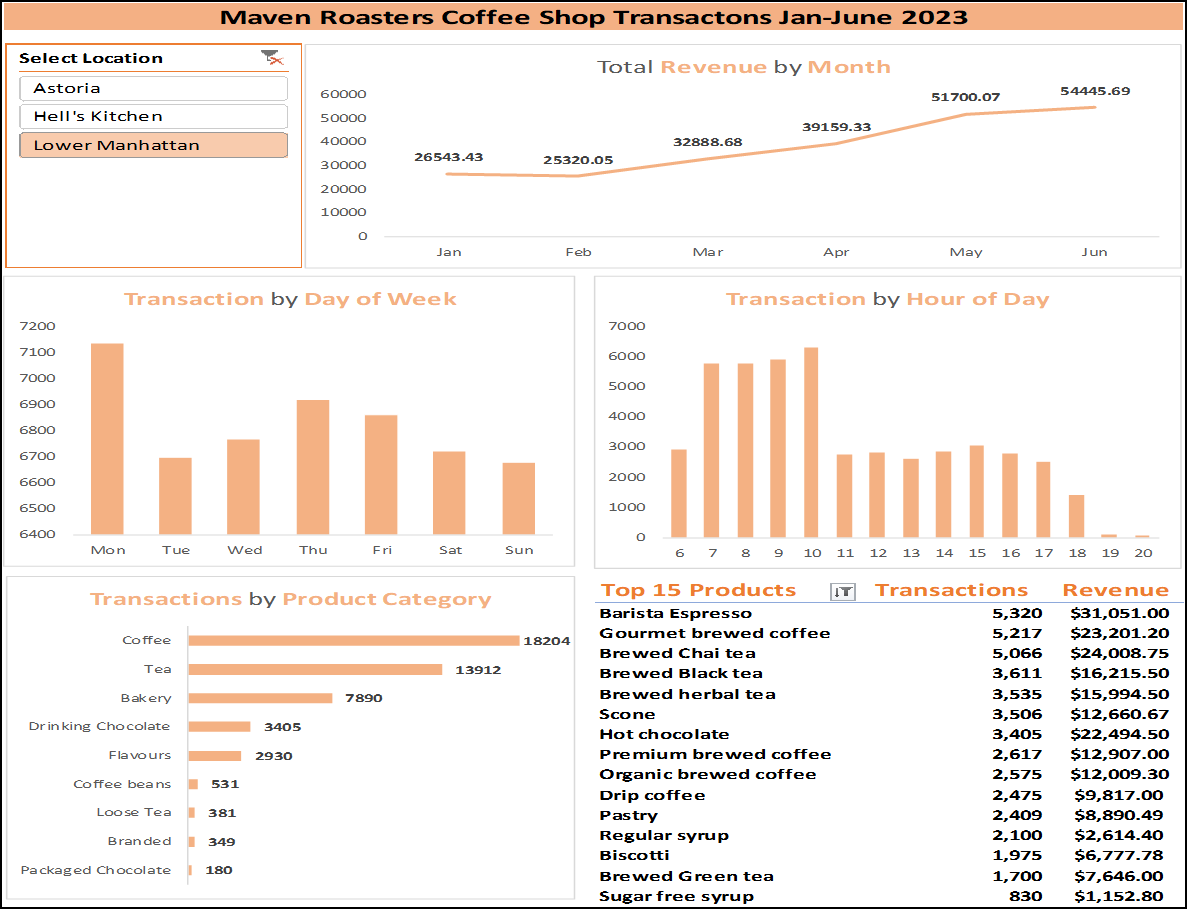 Maven Roasters Coffee Shop Transactons Jan-June 2023
Select Location
Astoria
Hell's Kitchen
Lower Manhattan
Total Revenue by Month
60000
50000
40000
30000
20000
10000
0
26543.43
25320.05
32888.68
39159.33
51700.07
54445.69
Jan Feb Mar Apr May Jun
Transaction by Day of Week
7200
7100
7000
6900
6800
6700
6600
6500
6400
Mon Tue Wed Thu Fri Sat Sun
Transaction by Hour of Day
7000
6000
5000
4000
3000
2000
1000
0
6 7 8 9 10 11 12 13 14 15 16 17 18 19 20
Transactions by Product Category
Coffee 18204
Tea 13912
Bakery 7890
Drinking Chocolate 3405
Flavours 2930
Coffee beans 531
Loose Tea 381
Branded 349
Packaged Chocolate 180
Top 15 Products Transactions Revenue
Barista Espresso 5,320 $31,051.00
Gourmet brewed coffee 5,217 $23,201.20
Brewed Chai tea 5,066 $24,008.75
Brewed Black tea 3,611 $16,215.50
Brewed herbal tea 3,535 $15,994.50
Scone 3,506 $12,660.67
Hot chocolate 3,405 $22,494.50
Premium brewed coffee 2,617 $12,907.00
Organic brewed coffee 2,575 $12,009.30
Drip coffee 2,475 $9,817.00
Pastry 2,409 $8,890.49
Regular syrup 2,100 $2,614.40
Biscotti 1,975 $6,777.78
Brewed Green tea 1,700 $7,646.00
Sugar free syrup 830 $1,152.80